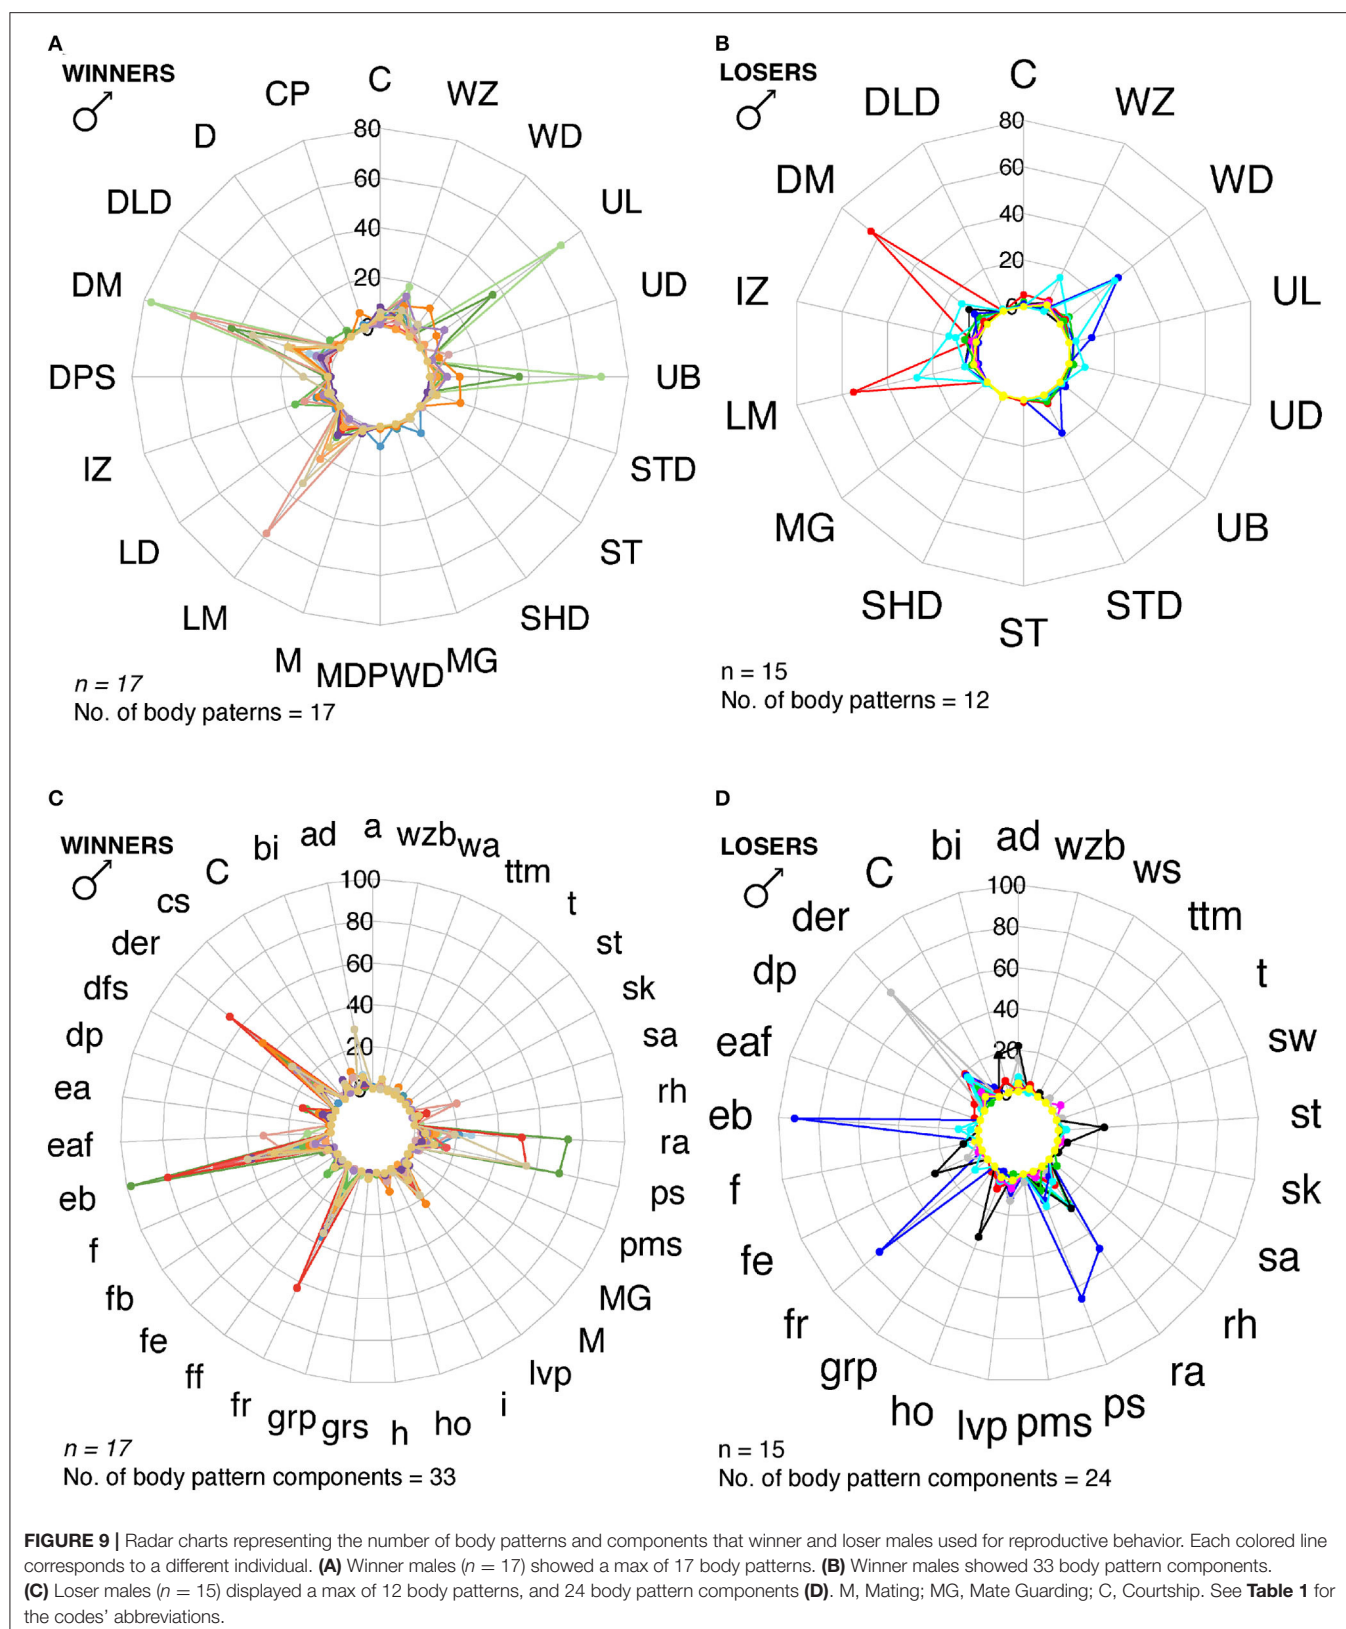 A
WINNERS
C
WZ
WD
UL
UD
UB
STD
ST
SHD
MG
PWD
MD
M
LM
LD
IZ
DPS
DM
DLD
D
CP
80
60
40
20
0
n = 17
No. of body paterns = 17
B
LOSERS
C
WZ
WD
UL
UD
UB
STD
ST
SHD
MG
LM
IZ
DM
DLD
80
60
40
20
0
n = 15
No. of body patterns = 12
C
WINNERS
a
wzb
wa
ttm
t
st
sk
sa
rh
ra
ps
pms
MG
M
lvp
i
ho
h
grs
grp
fr
ff
fe
fb
f
eb
eaf
ea
dp
dfs
der
cs
C
bi
ad
100
80
60
40
20
n = 17
No. of body pattern components = 33
D
LOSERS
ad
wzb
ws
ttm
t
sw
st
sk
sa
rh
ra
ps
pms
lvp
ho
grp
fr
fe
f
eb
eaf
dp
der
C
bi
100
80
60
40
20
n = 15
No. of body pattern components = 24
FIGURE 9 | Radar charts representing the number of body patterns and components that winner and loser males used for reproductive behavior. Each colored line
corresponds to a different individual. (A) Winner males (n = 17) showed a max of 17 body patterns. (B) Winner males showed 33 body pattern components.
(C) Loser males (n = 15) displayed a max of 12 body patterns, and 24 body pattern components (D). M, Mating; MG, Mate Guarding; C, Courtship. See Table 1 for
the codes' abbreviations.